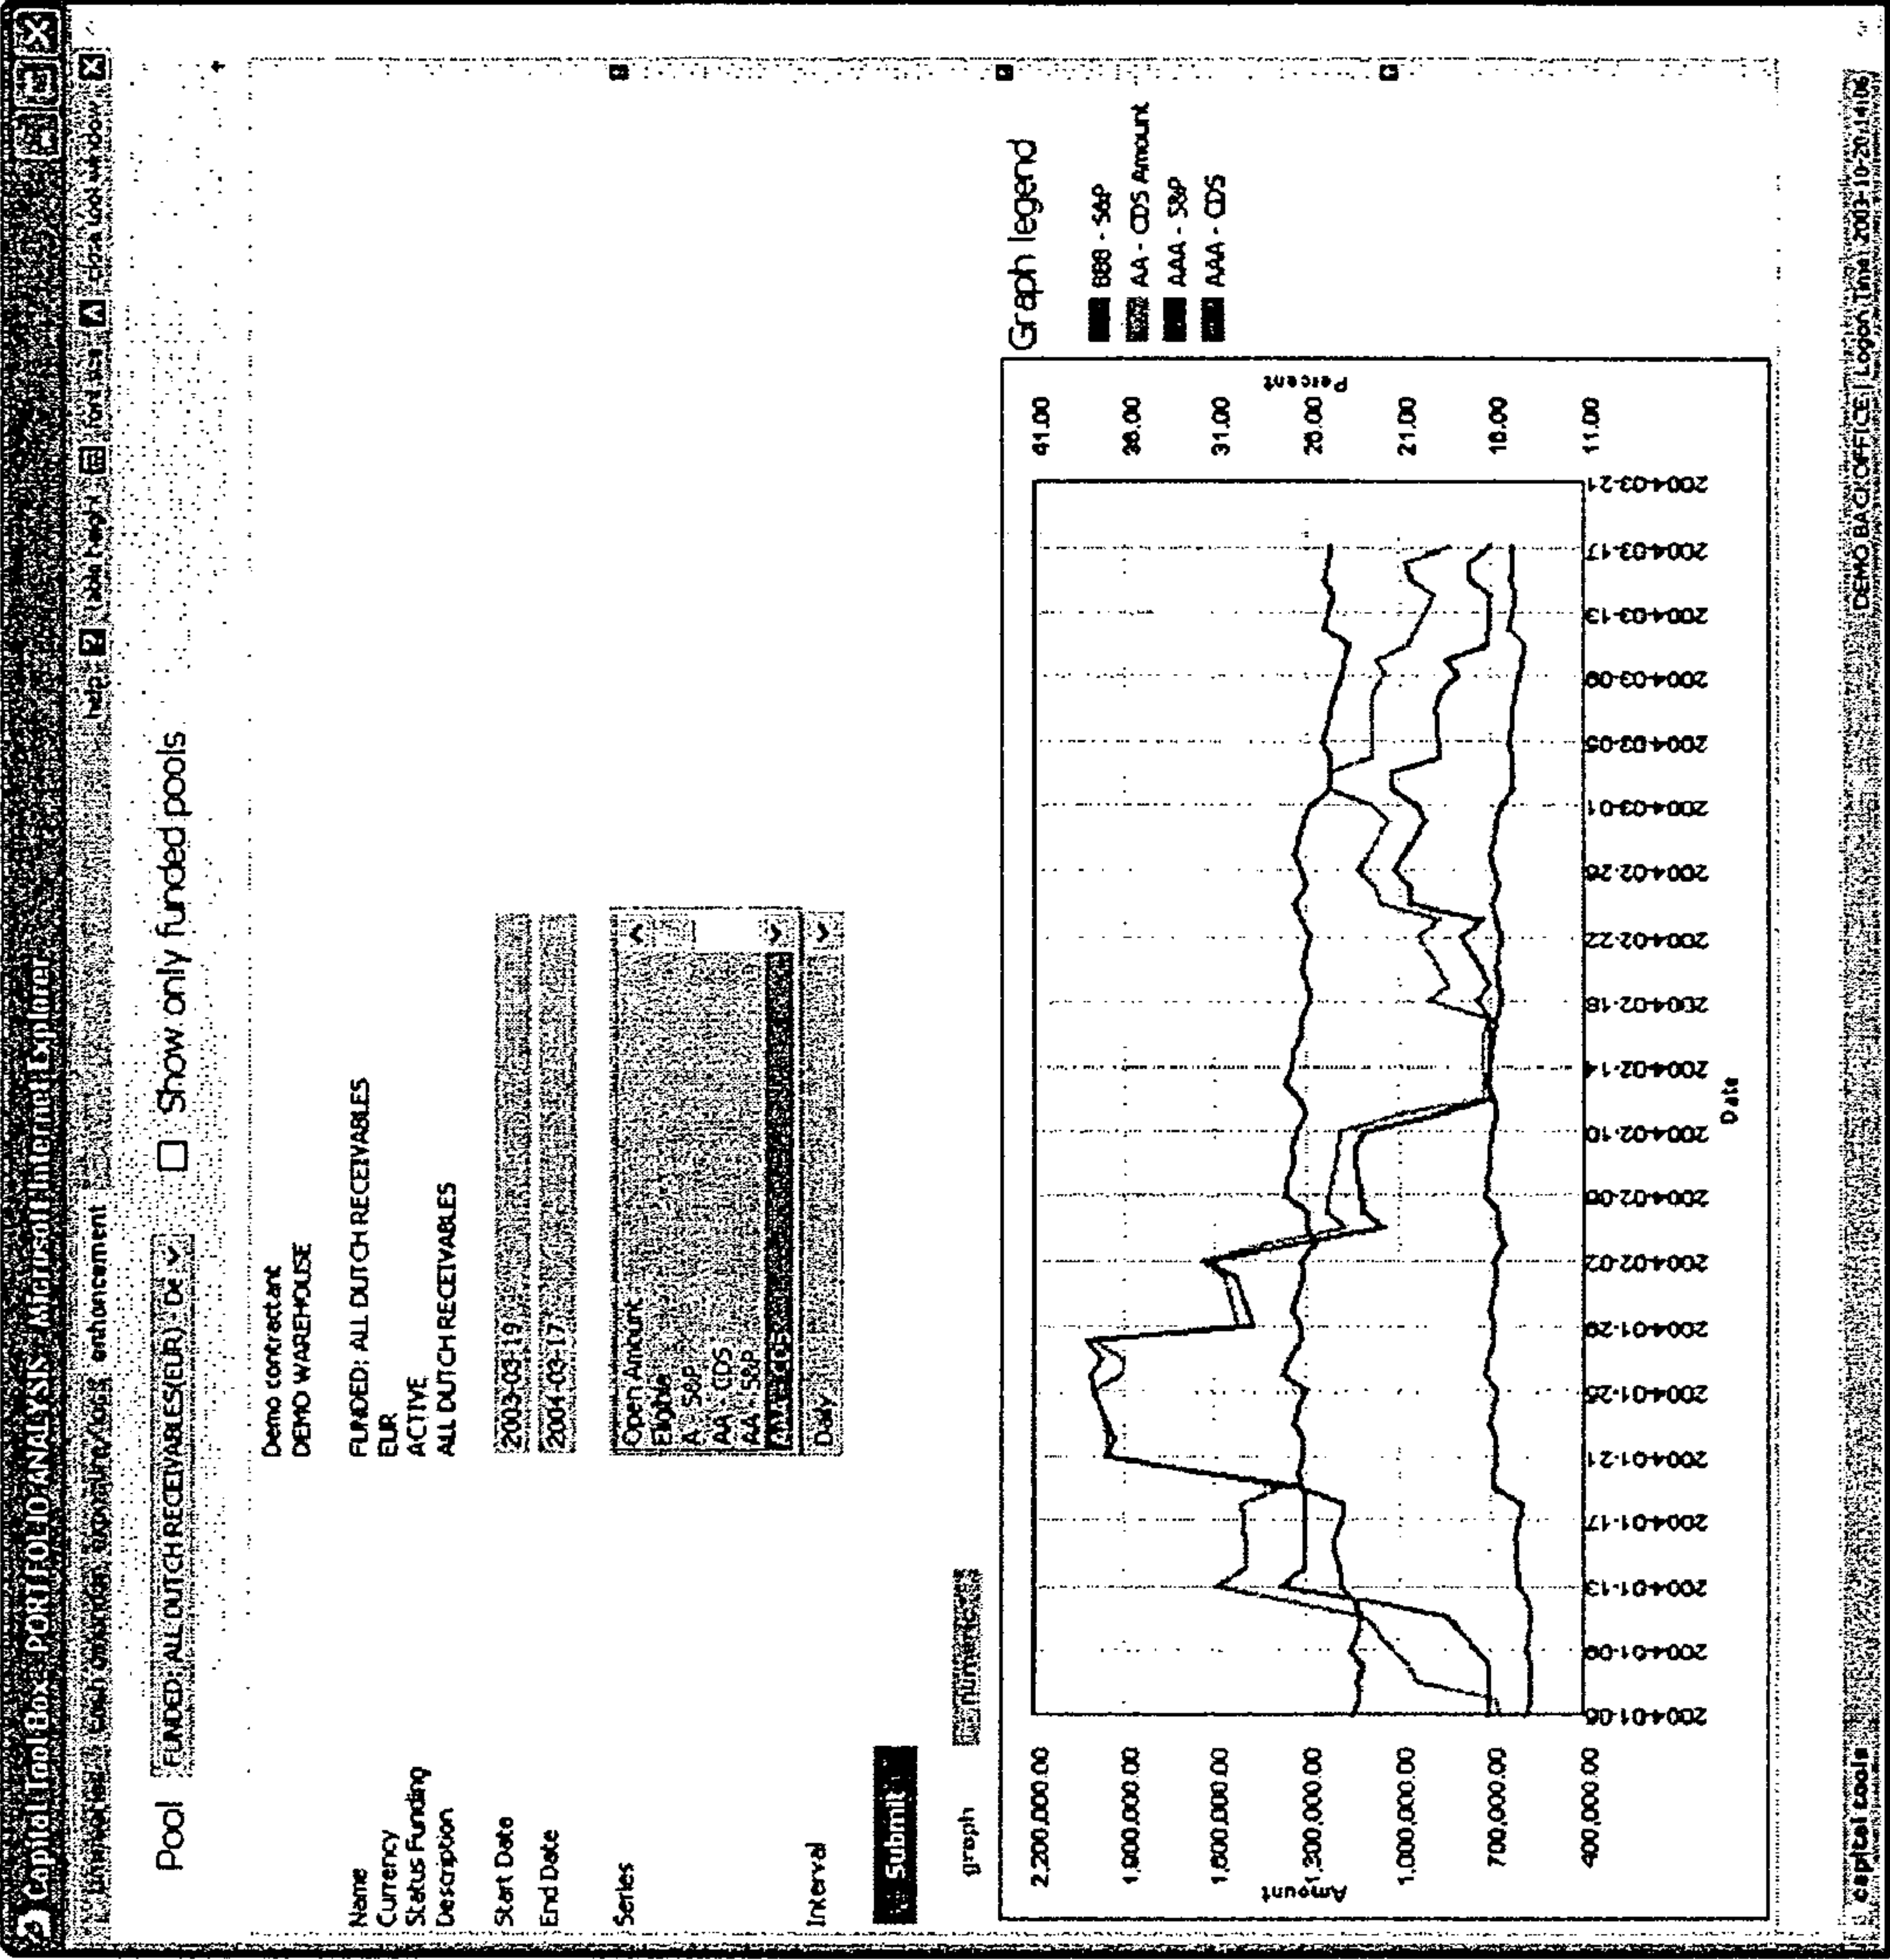 Capital Tool Box - PORTFOLIO ANALYSIS - Microsoft Internet Explorer
enhancement
help ? table height font size A close tool window X
Pool FUNDED: ALL DUTCH RECEIVABLES(EUR) - De Show only funded pools
Demo contractant
DEMO WAREHOUSE
Name FUNDED: ALL DUTCH RECEIVABLES
Currency EUR
Status Funding ACTIVE
Description ALL DUTCH RECEIVABLES
Start Date 2003-03-19
End Date 2004-03-17
Series Open Amount
Eligible
A - S&P
AA - CDS
AA - S&P
Interval Daily
Submit
graph numerical
Graph legend
BBB - S&P
AA - CDS Amount
AAA - S&P
AAA - CDS
Amount
2,200,000.00
1,900,000.00
1,600,000.00
1,300,000.00
1,000,000.00
700,000.00
400,000.00
Percent
41.00
36.00
31.00
26.00
21.00
16.00
11.00
2004-01-05
2004-01-09
2004-01-13
2004-01-17
2004-01-21
2004-01-25
2004-01-29
2004-02-02
2004-02-06
2004-02-10
2004-02-14
2004-02-18
2004-02-22
2004-02-26
2004-03-01
2004-03-05
2004-03-09
2004-03-13
2004-03-17
2004-03-21
Date
capital tools DEMO BACKOFFICE | Logon Time: 2003-10-20, 14:06